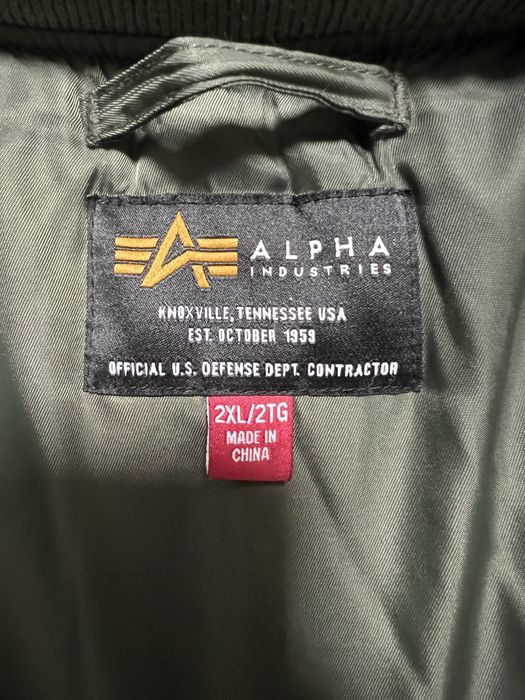 ALPHA
INDUSTRIES
KNOXVILLE, TENNESSEE USA
EST. OCTOBER 1959
OFFICIAL U.S. DEFENSE DEPT. CONTRACTOR
2XL/2TG
MADE IN
CHINA